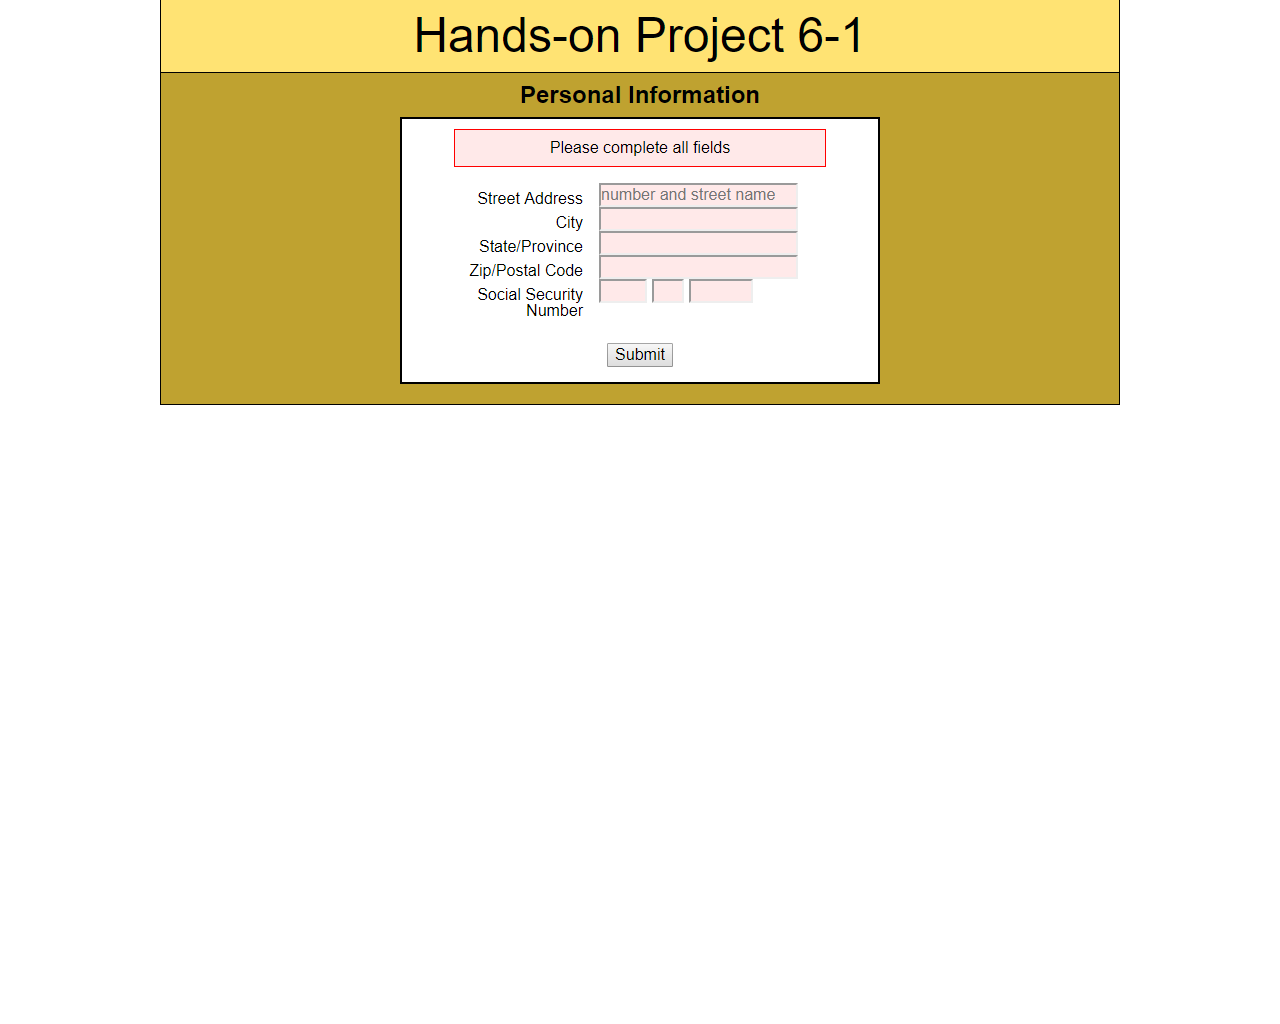 Hands-on Project 6-1
Personal Information
Please complete all fields
Street Address number and street name
City
State/Province
Zip/Postal Code
Social Security
Number
Submit